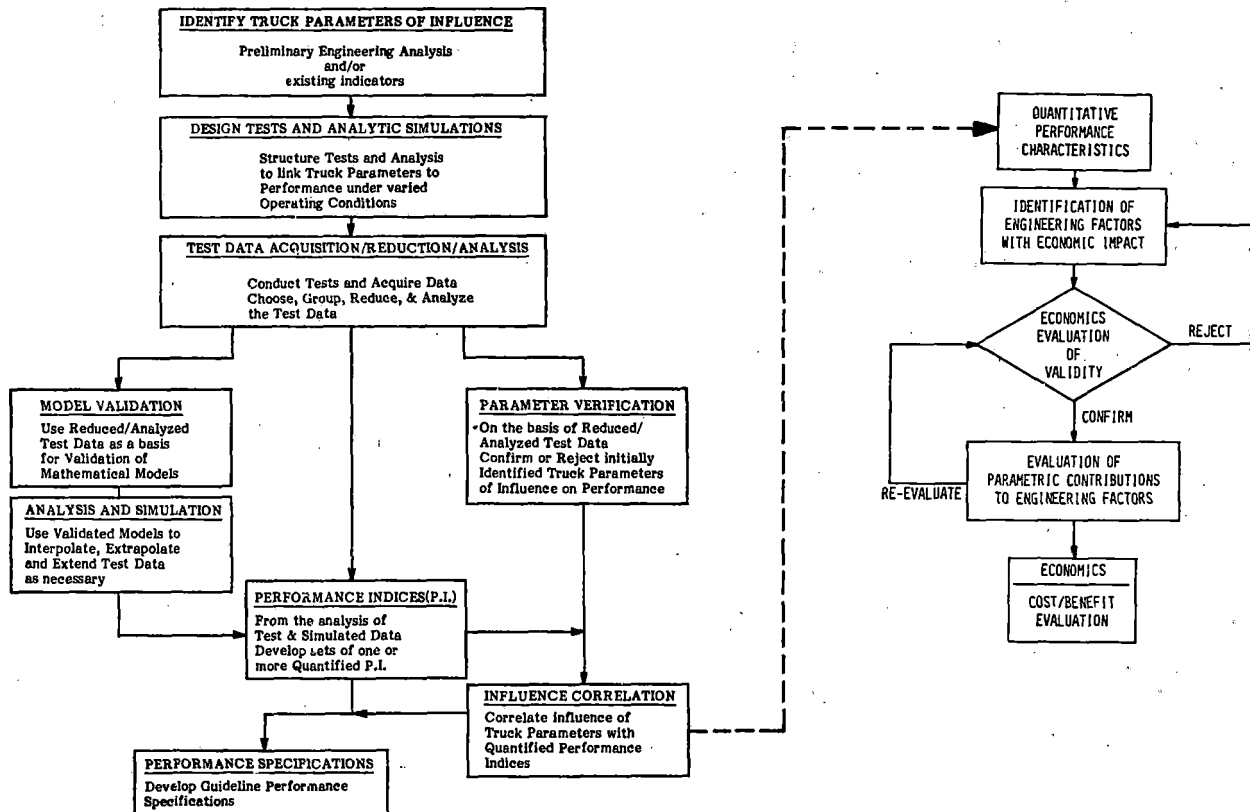 IDENTIFY TRUCK PARAMETERS OF INFLUENCE
Preliminary Engineering Analysis
and/or
existing indicators
DESIGN TESTS AND ANALYTIC SIMULATIONS
Structure Tests and Analysis
to link Truck Parameters to
Performance under varied
Operating Conditions
TEST DATA ACQUISITION/REDUCTION/ANALYSIS
Conduct Tests and Acquire Data
Choose, Group, Reduce, & Analyze
the Test Data
MODEL VALIDATION
Use Reduced/Analyzed
Test Data as a basis
for Validation of
Mathematical Models
PARAMETER VERIFICATION
On the basis of Reduced/
Analyzed Test Data
Confirm or Reject initially
Identified Truck Parameters
of Influence on Performance
ANALYSIS AND SIMULATION
Use Validated Models to
Interpolate, Extrapolate
and Extend Test Data
as necessary
PERFORMANCE INDICES(P.I.)
From the analysis of
Test & Simulated Data
Develop sets of one or
more Quantified P.I.
INFLUENCE CORRELATION
Correlate influence of
Truck Parameters with
Quantified Performance
Indices
PERFORMANCE SPECIFICATIONS
Develop Guideline Performance
Specifications
QUANTITATIVE
PERFORMANCE
CHARACTERISTICS
IDENTIFICATION OF
ENGINEERING FACTORS
WITH ECONOMIC IMPACT
ECONOMICS
EVALUATION
OF
VALIDITY
REJECT
CONFIRM
EVALUATION OF
PARAMETRIC CONTRIBUTIONS
TO ENGINEERING FACTORS
RE-EVALUATE
ECONOMICS
COST/BENEFIT
EVALUATION